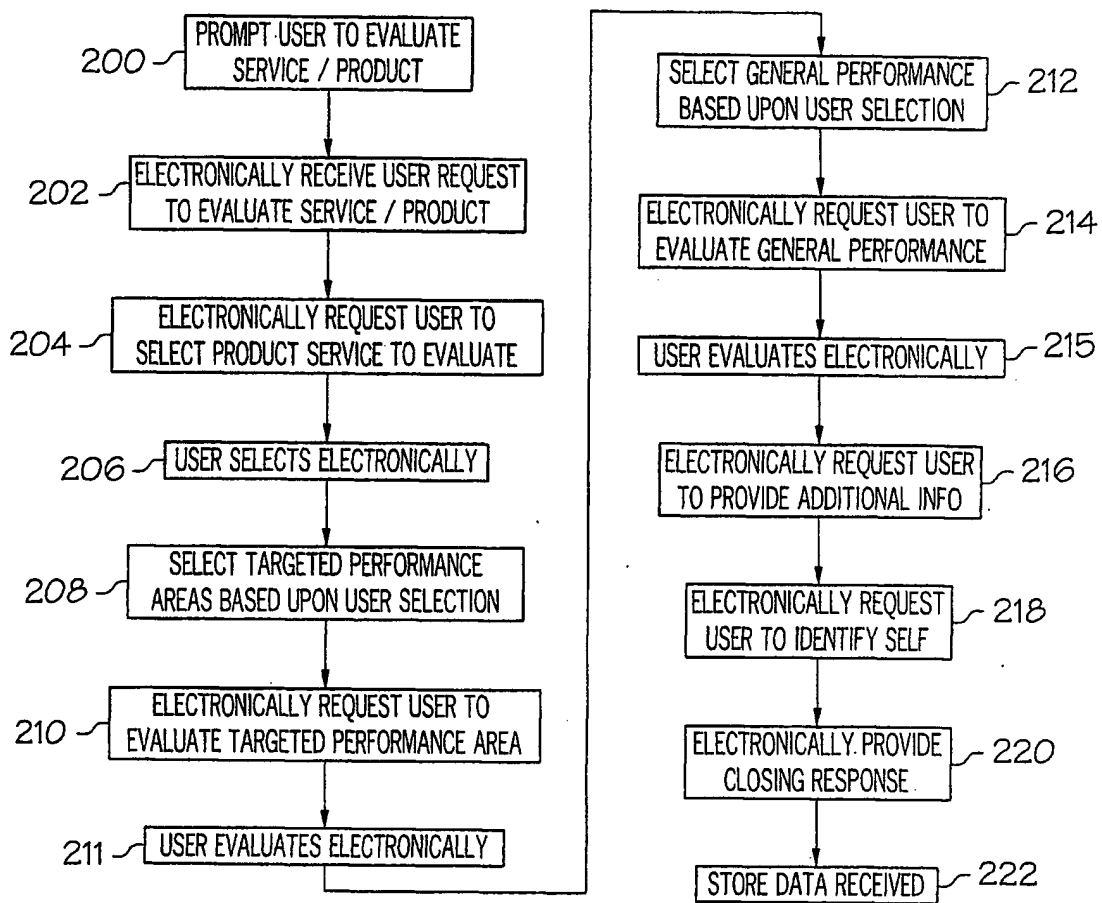 200
PROMPT USER TO EVALUATE
SERVICE / PRODUCT
202
ELECTRONICALLY RECEIVE USER REQUEST
TO EVALUATE SERVICE / PRODUCT
204
ELECTRONICALLY REQUEST USER TO
SELECT PRODUCT SERVICE TO EVALUATE
206
USER SELECTS ELECTRONICALLY
208
SELECT TARGETED PERFORMANCE
AREAS BASED UPON USER SELECTION
210
ELECTRONICALLY REQUEST USER TO
EVALUATE TARGETED PERFORMANCE AREA
211
USER EVALUATES ELECTRONICALLY
SELECT GENERAL PERFORMANCE
BASED UPON USER SELECTION
212
ELECTRONICALLY REQUEST USER TO
EVALUATE GENERAL PERFORMANCE
214
USER EVALUATES ELECTRONICALLY
215
ELECTRONICALLY REQUEST USER
TO PROVIDE ADDITIONAL INFO
216
ELECTRONICALLY REQUEST
USER TO IDENTIFY SELF
218
ELECTRONICALLY PROVIDE
CLOSING RESPONSE
220
STORE DATA RECEIVED
222